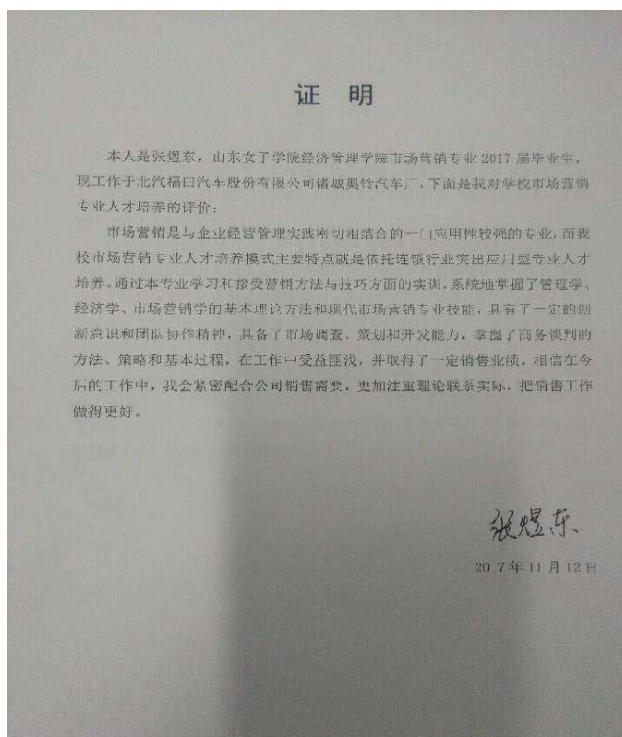 证 明
本人是张煜东，山东女子学院经济管理学院市场营销专业 2017 届毕业生，
现工作于北汽福田汽车股份有限公司诸城奥铃汽车厂，下面是我对学校市场营销
专业人才培养的评价：
市场营销是与企业经营管理实践密切相结合的一门应用性较强的专业，而我
校市场营销专业人才培养模式主要特点就是依托连锁行业突出应用型专业人才
培养。通过本专业学习和接受营销方法与技巧方面的实训，系统地掌握了管理学、
经济学、市场营销学的基本理论方法和现代市场营销专业技能，具有了一定的创
新意识和团队协作精神，具备了市场调查、策划和开发能力，掌握了商务谈判的
方法、策略和基本过程，在工作中受益匪浅，并取得了一定销售业绩，相信在今
后的工作中，我会紧密配合公司销售需要，更加注重理论联系实际，把销售工作
做得更好。
张煜东
2017 年 11 月 12 日